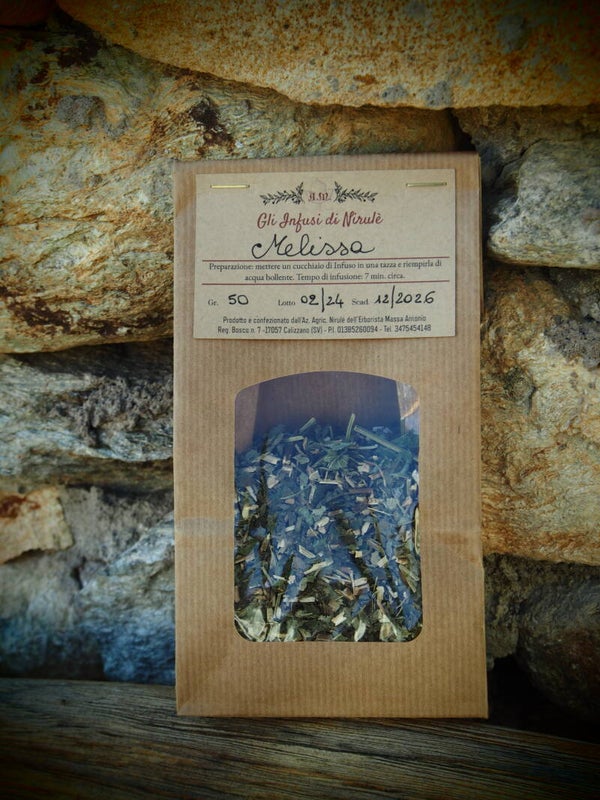 A.M.
Gli Infusi di Nirulè
Melissa
Preparazione: mettere un cucchiaio di Infuso in una tazza e riempirla di
acqua bollente. Tempo di infusione: 7 min. circa.
Gr. 50 Lotto 02/24 Scad. 12/2026
Prodotto e confezionato dall'Az. Agric. Nirulè dell'Erborista Massa Antonio
Reg. Bosco n. 7 -17057 Calizzano (SV) - P.I. 01385260094 - Tel. 3475454148